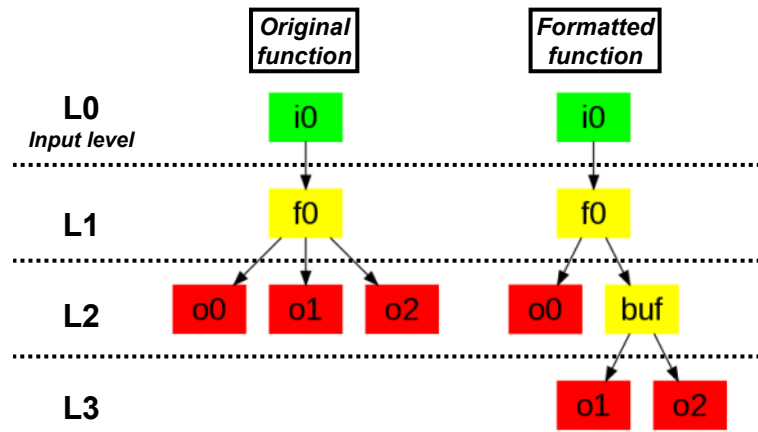 Original
function
Formatted
function
L0
Input level
i0
i0
L1
f0
f0
L2
o0
o1
o2
o0
buf
L3
o1
o2